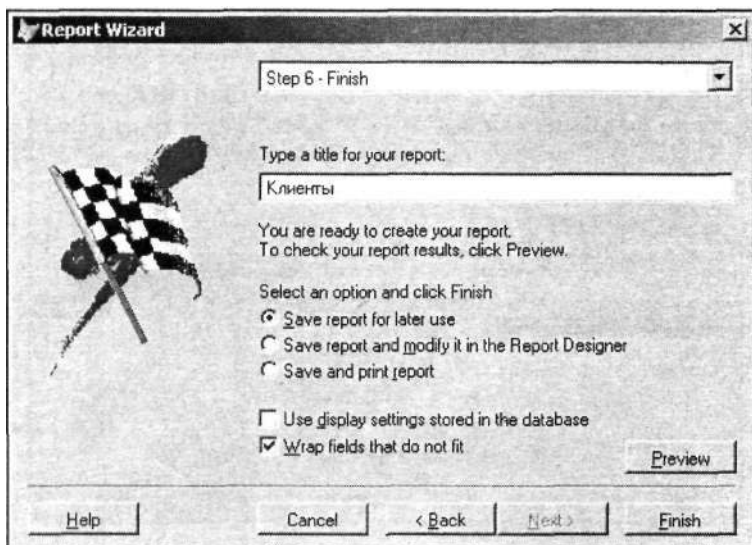 Report Wizard
Step 6 - Finish
Type a title for your report:
Клиенты
You are ready to create your report.
To check your report results, click Preview.
Select an option and click Finish
Save report for later use
Save report and modify it in the Report Designer
Save and print report
Use display settings stored in the database
Wrap fields that do not fit
Preview
Help
Cancel
< Back
Next >
Finish